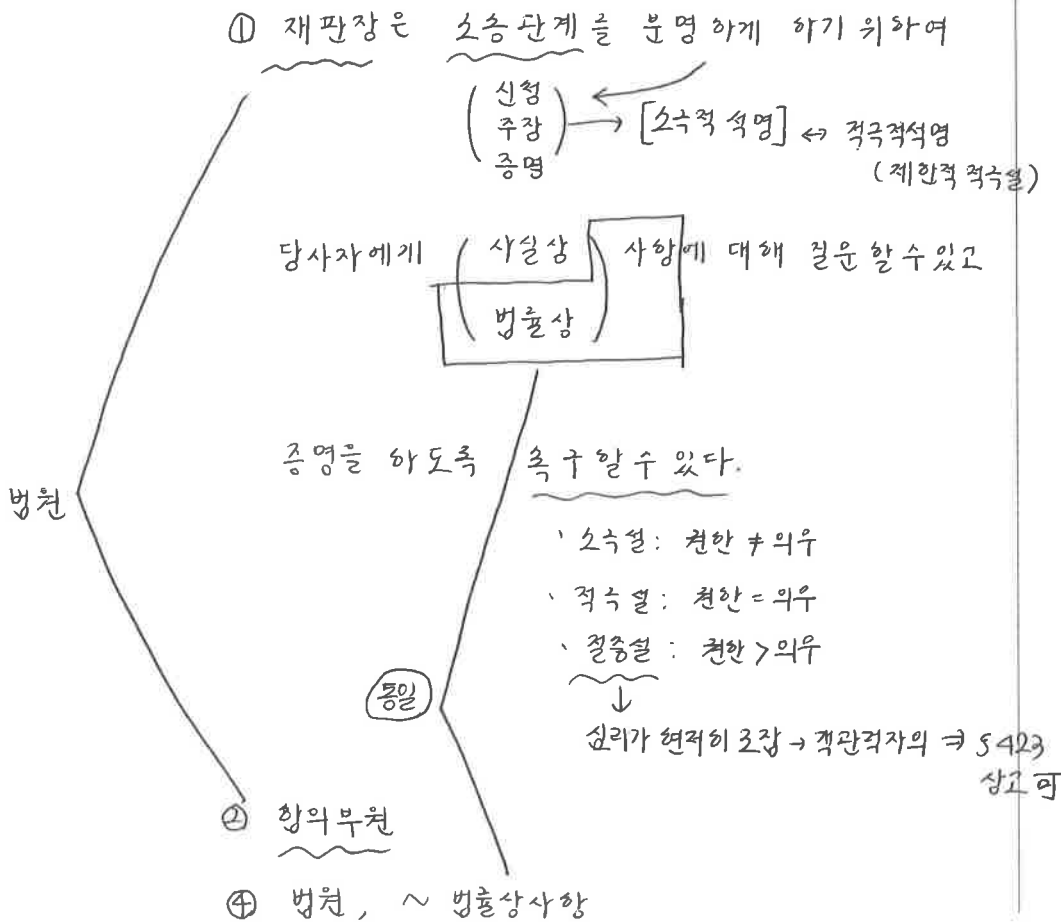 ① 재판장은 소송관계를 분명하게 하기위하여
신청
주장
증명
→ [소극적 석명] ↔ 적극적석명
(제한적 적극설)
당사자에게 ( 사실상 법률상 ) 사항에 대해 질문 할 수 있고
증명을 하도록 촉구 할 수 있다.
법원
· 소극설: 권한 ≠ 의무
· 적극설: 권한 = 의무
· 절충설: 권한 > 의무
↓
동일
심리가 현저히 조잡 → 객관적자의 ⇒ §423
상고 可
② 합의부원
④ 법원, ~ 법률상사항